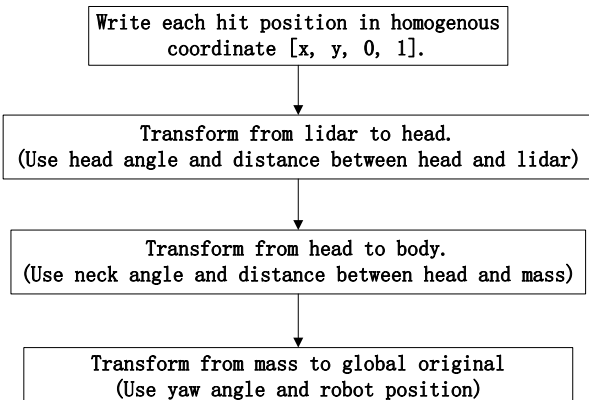 Write each hit position in homogenous
coordinate [x, y, 0, 1].
Transform from lidar to head.
(Use head angle and distance between head and lidar)
Transform from head to body.
(Use neck angle and distance between head and mass)
Transform from mass to global original
(Use yaw angle and robot position)